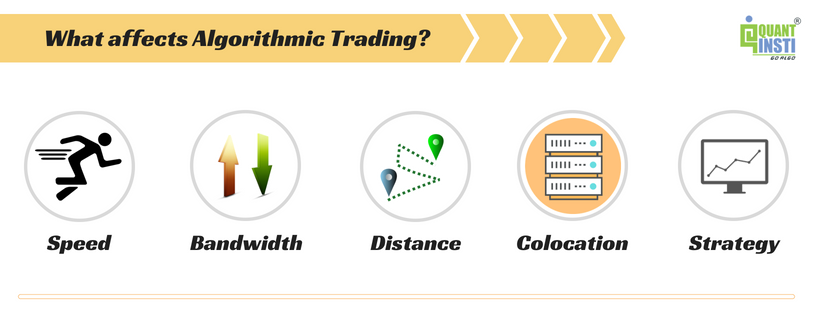 What affects Algorithmic Trading?
QUANT
INSTI
®
GO ALGO
Speed
Bandwidth
Distance
Colocation
Strategy